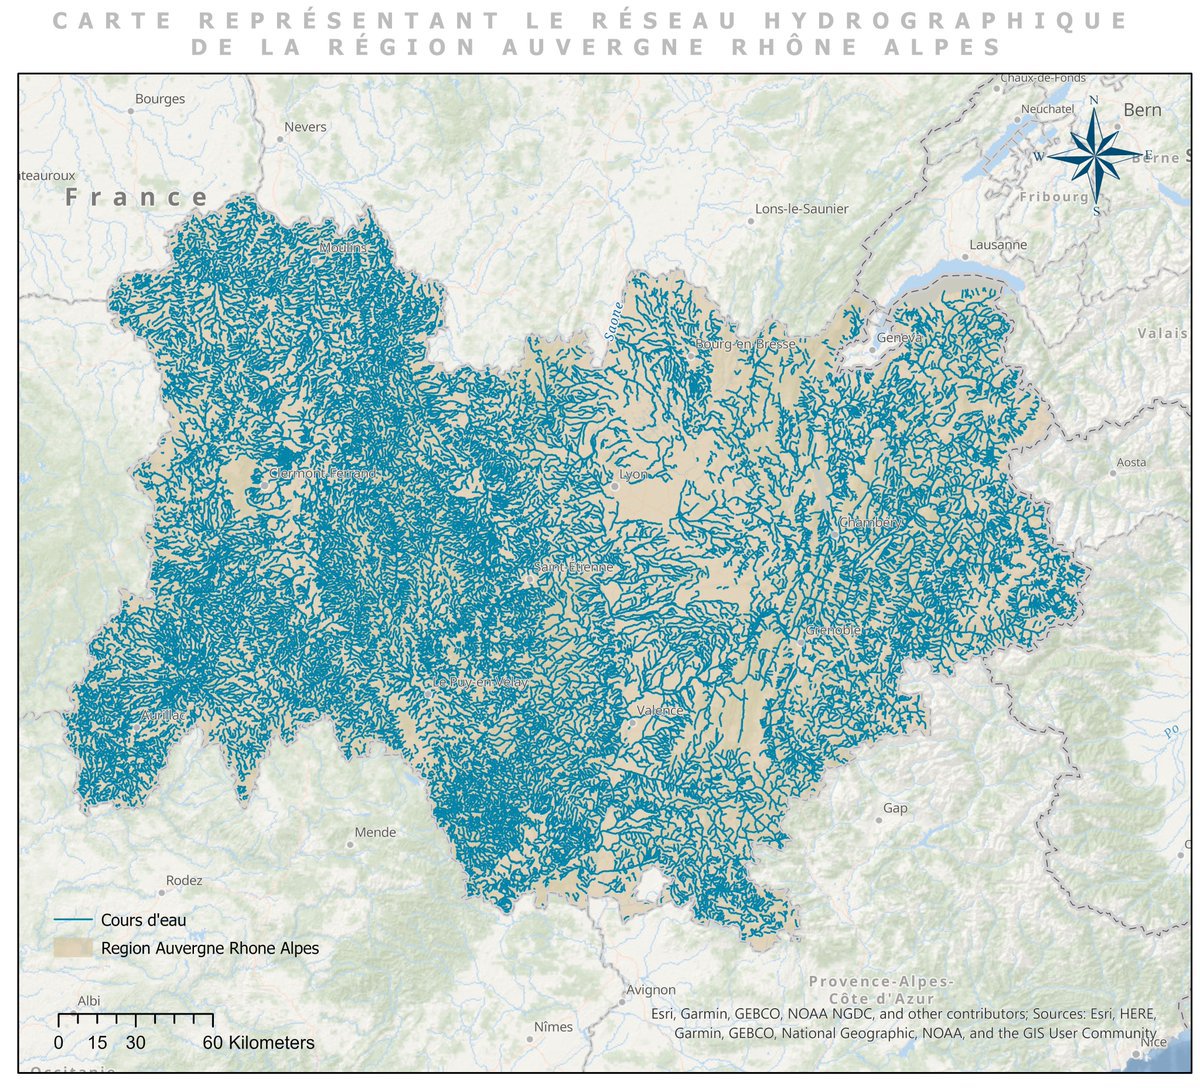 CARTE REPRÉSENTANT LE RÉSEAU HYDROGRAPHIQUE
DE LA RÉGION AUVERGNE RHÔNE ALPES
Chaux-de-Fonds
Bourges
Neuchatel
Bern
N
Nevers
W
E
Berne
S
teauroux
France
Fribourg
S
Lons-le-Saunier
Moulins
Lausanne
Saone
Valais
Bourg-en-Bresse
Geneva
Clermont-Ferrand
Lyon
Aosta
Chambéry
Saint-Etienne
Grenoble
Le Puy-en-Velay
Aurillac
Valence
Po
Gap
Mende
Rodez
Cours d'eau
Region Auvergne Rhone Alpes
Provence-Alpes-
Côte d'Azur
Avignon
Albi
Esri, Garmin, GEBCO, NOAA NGDC, and other contributors; Sources: Esri, HERE,
Garmin, GEBCO, National Geographic, NOAA, and the GIS User Community
Nîmes
0 15 30 60 Kilometers
Nice
Occitanie